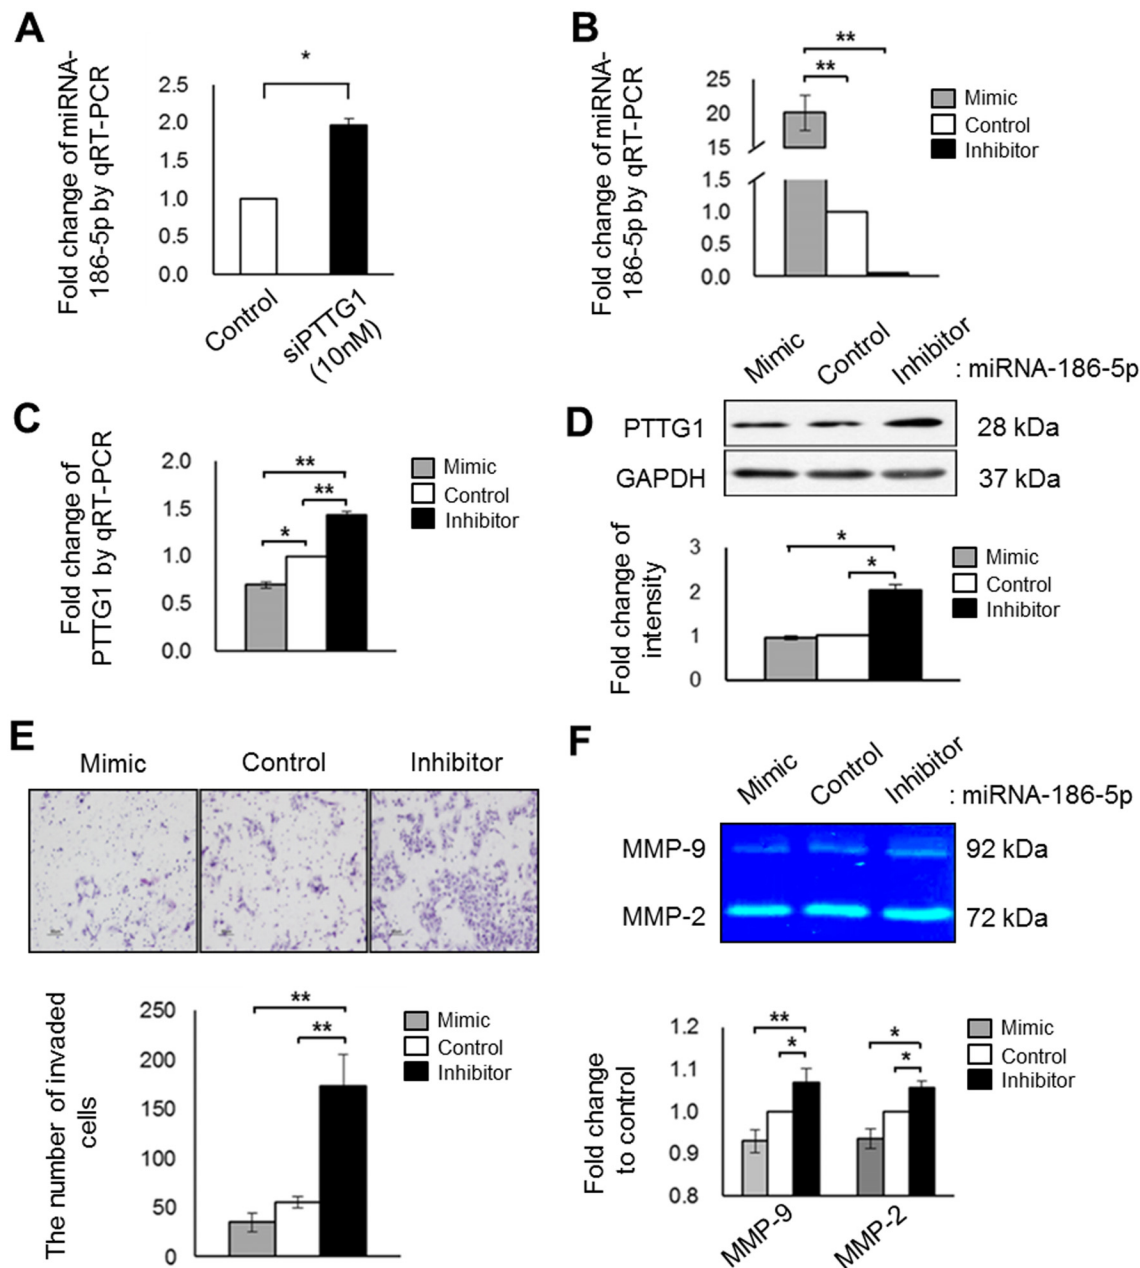 A
Fold change of miRNA-
186-5p by qRT-PCR
2.5
2.0
1.5
1.0
0.5
0.0
*
Control
siPTTG1
(10nM)
B
Fold change of miRNA-
186-5p by qRT-PCR
25
20
15
1.5
1.0
0.5
0.0
**
**
Mimic
Control
Inhibitor
C
Fold change of
PTTG1 by qRT-PCR
2.0
1.5
1.0
0.5
0.0
**
**
*
Mimic
Control
Inhibitor
D
Mimic Control Inhibitor : miRNA-186-5p
PTTG1 28 kDa
GAPDH 37 kDa
Fold change of
intensity
3
2
1
0
*
*
Mimic
Control
Inhibitor
E
Mimic Control Inhibitor
The number of invaded
cells
250
200
150
100
50
0
**
**
Mimic
Control
Inhibitor
F
Mimic Control Inhibitor : miRNA-186-5p
MMP-9 92 kDa
MMP-2 72 kDa
Fold change
to control
1.2
1.1
1.0
0.9
0.8
**
*
*
*
Mimic
Control
Inhibitor
MMP-9 MMP-2